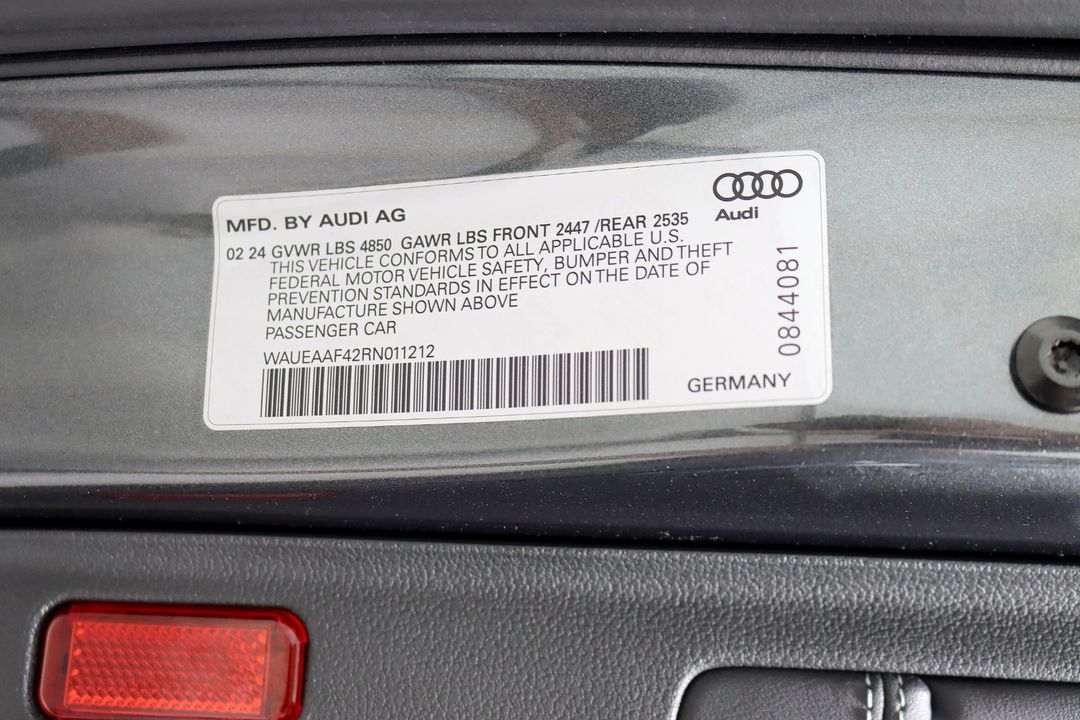 Audi
MFD. BY AUDI AG
02 24 GVWR LBS 4850 GAWR LBS FRONT 2447 /REAR 2535
THIS VEHICLE CONFORMS TO ALL APPLICABLE U.S.
FEDERAL MOTOR VEHICLE SAFETY, BUMPER AND THEFT
PREVENTION STANDARDS IN EFFECT ON THE DATE OF
MANUFACTURE SHOWN ABOVE
PASSENGER CAR
WAUEAAF42RN011212
GERMANY
0844081